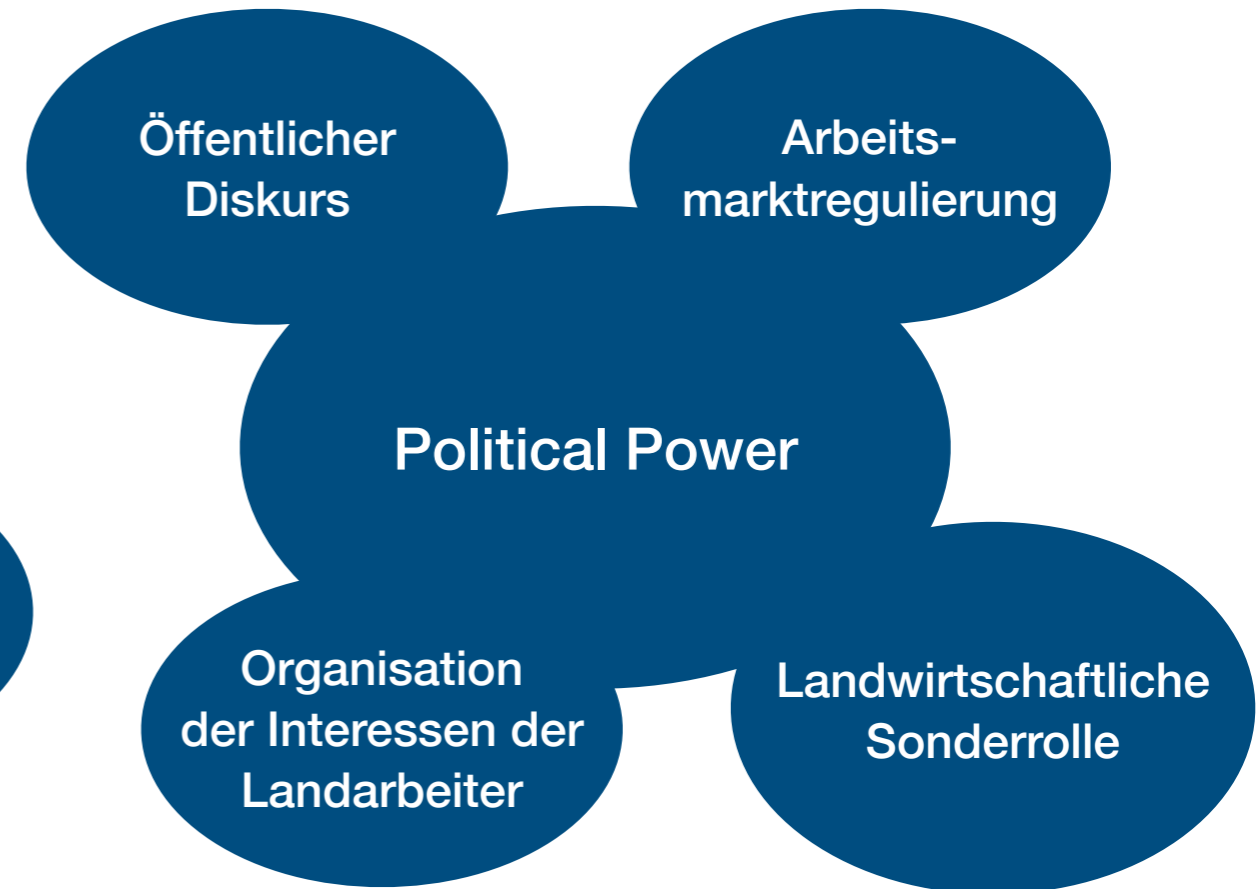 Öffentlicher
Diskurs
Arbeits-
marktregulierung
Political Power
Organisation
der Interessen der
Landarbeiter
Landwirtschaftliche
Sonderrolle